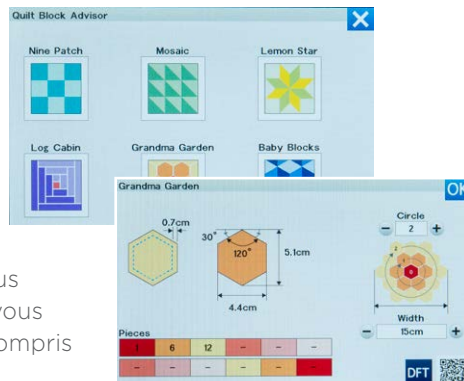 Quilt Block Advisor
X
Nine Patch
Mosaic
Lemon Star
Log Cabin
Grandma Garden
Baby Blocks
Grandma Garden
OK
0.7cm
30°
120°
5.1cm
4.4cm
Circle
- 2 +
Width
- 15cm +
Pieces
1 6 12 - - -
- - - - - -
DFT
us
vous
ompris